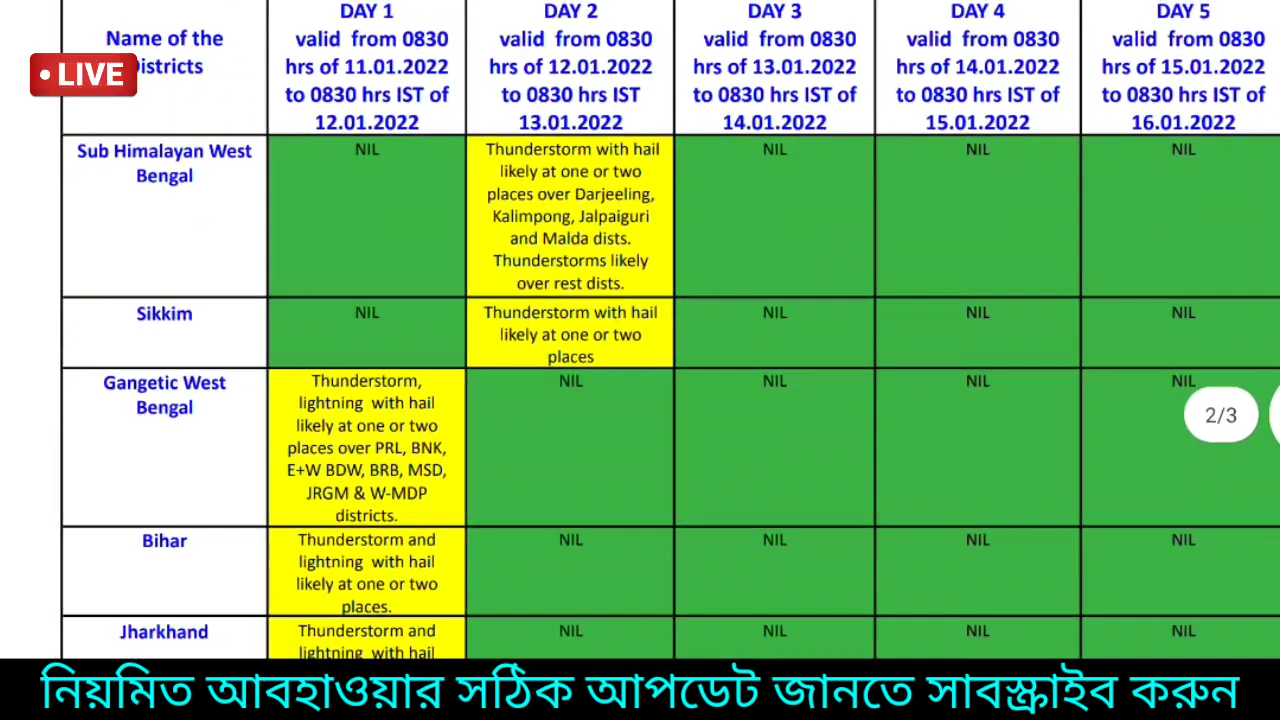 LIVE
Name of the
istricts
DAY 1
valid from 0830
hrs of 11.01.2022
to 0830 hrs IST of
12.01.2022
DAY 2
valid from 0830
hrs of 12.01.2022
to 0830 hrs IST
13.01.2022
DAY 3
valid from 0830
hrs of 13.01.2022
to 0830 hrs IST of
14.01.2022
DAY 4
valid from 0830
hrs of 14.01.2022
to 0830 hrs IST of
15.01.2022
DAY 5
valid from 0830
hrs of 15.01.2022
to 0830 hrs IST of
16.01.2022
Sub Himalayan West
Bengal
NIL
Thunderstorm with hail
likely at one or two
places over Darjeeling,
Kalimpong, Jalpaiguri
and Malda dists.
Thunderstorms likely
over rest dists.
NIL
NIL
NIL
Sikkim
NIL
Thunderstorm with hail
likely at one or two
places
NIL
NIL
NIL
Gangetic West
Bengal
Thunderstorm,
lightning with hail
likely at one or two
places over PRL, BNK,
E+W BDW, BRB, MSD,
JRGM & W-MDP
districts.
NIL
NIL
NIL
NIL
2/3
Bihar
Thunderstorm and
lightning with hail
likely at one or two
places.
NIL
NIL
NIL
NIL
Jharkhand
Thunderstorm and
lightning with hail
NIL
NIL
NIL
NIL
নিয়মিত আবহাওয়ার সঠিক আপডেট জানতে সাবস্ক্রাইব করুন